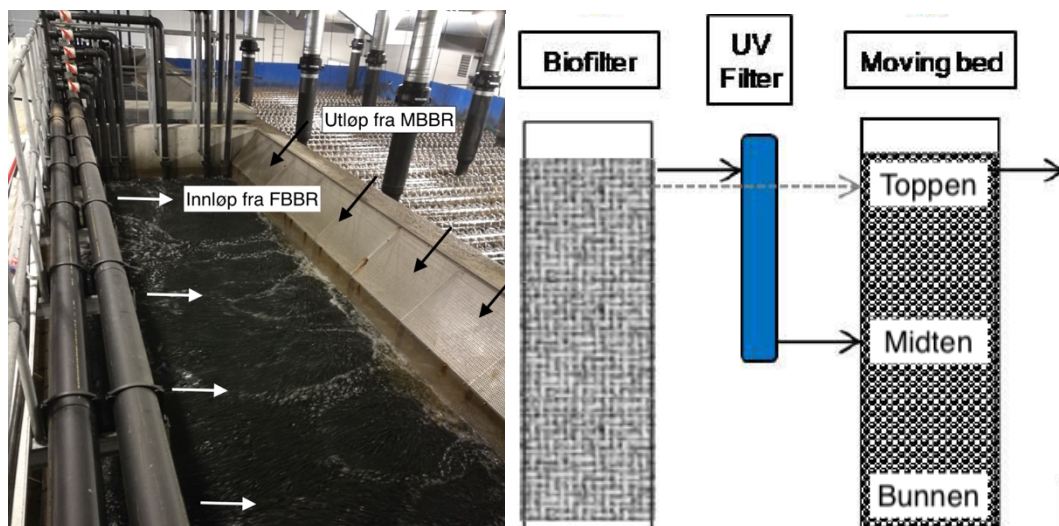 Utløp fra MBBR
Innløp fra FBBR
Biofilter
UV
Filter
Moving bed
Toppen
Midten
Bunnen